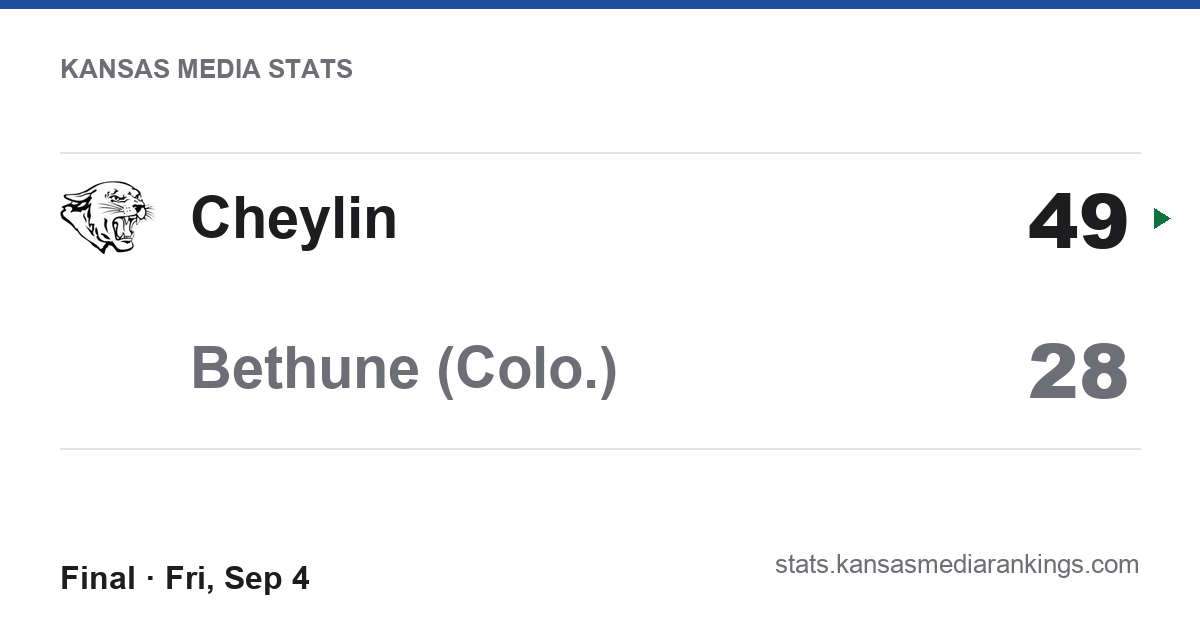 KANSAS MEDIA STATS
Cheylin 49
Bethune (Colo.) 28
Final · Fri, Sep 4
stats.kansasmediarankings.com